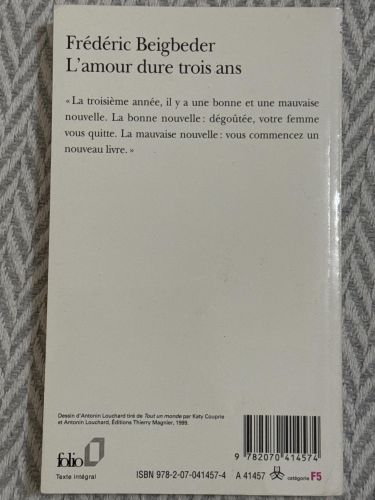 Frédéric Beigbeder
L'amour dure trois ans
« La troisième année, il y a une bonne et une mauvaise
nouvelle. La bonne nouvelle : dégoûtée, votre femme
vous quitte. La mauvaise nouvelle : vous commencez un
nouveau livre. »
Dessin d'Antonin Louchard tiré de Tout un monde par Katy Couprie
et Antonin Louchard, Éditions Thierry Magnier, 1999.
9 782070 414574
folio
Texte intégral
ISBN 978-2-07-041457-4 A 41457 catégorie F5